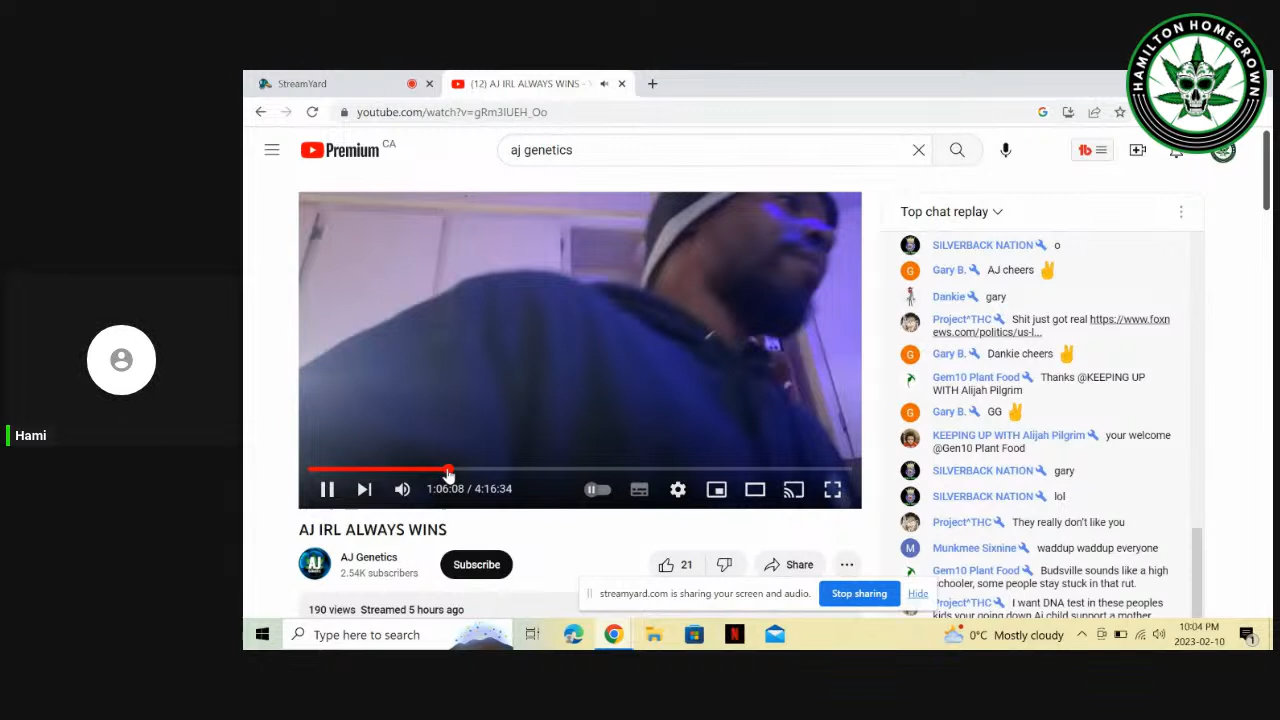 HAMILTON HOMEGROWN
StreamYard
(12) AJ IRL ALWAYS WINS -
youtube.com/watch?v=gRm3lUEH_Oo
Premium CA
aj genetics
Top chat replay
SILVERBACK NATION o
Gary B. AJ cheers
Dankie gary
Project^THC Shit just got real https://www.foxn
ews.com/politics/us-l...
Gary B. Dankie cheers
Gem10 Plant Food Thanks @KEEPING UP
WITH Alijah Pilgrim
Gary B. GG
KEEPING UP WITH Alijah Pilgrim your welcome
@Gen10 Plant Food
SILVERBACK NATION gary
SILVERBACK NATION lol
Project^THC They really don't like you
Munkmee Sixnine waddup waddup everyone
Gem10 Plant Food Budsville sounds like a high
schooler, some people stay stuck in that rut.
Project^THC I want DNA test in these peoples
kids your going down Aj child support a mother
Hami
1:06:08 / 4:16:34
AJ IRL ALWAYS WINS
AJ Genetics
2.54K subscribers
Subscribe
21
Share
streamyard.com is sharing your screen and audio.
Stop sharing
Hide
190 views Streamed 5 hours ago
Type here to search
0°C Mostly cloudy
10:04 PM
2023-02-10